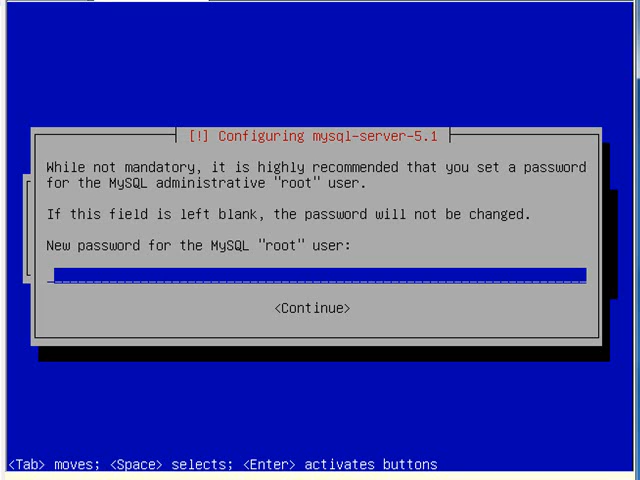 [!] Configuring mysql-server-5.1
While not mandatory, it is highly recommended that you set a password
for the MySQL administrative "root" user.
If this field is left blank, the password will not be changed.
New password for the MySQL "root" user:
<Continue>
<Tab> moves; <Space> selects; <Enter> activates buttons